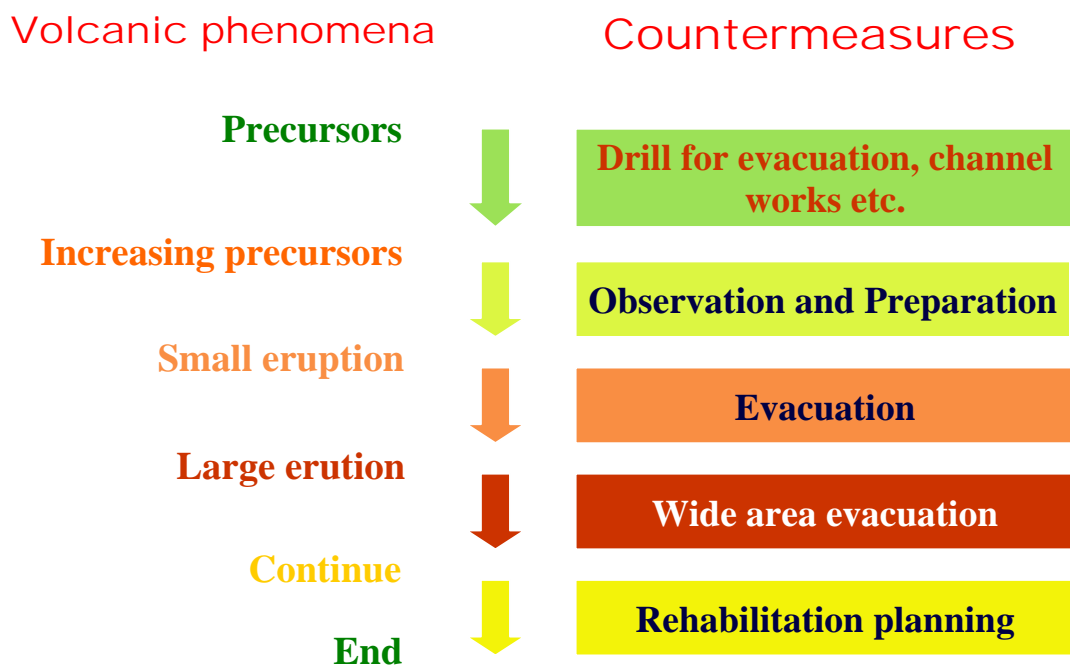 Volcanic phenomena
Countermeasures
Precursors
Drill for evacuation, channel
works etc.
Increasing precursors
Observation and Preparation
Small eruption
Evacuation
Large erution
Wide area evacuation
Continue
Rehabilitation planning
End